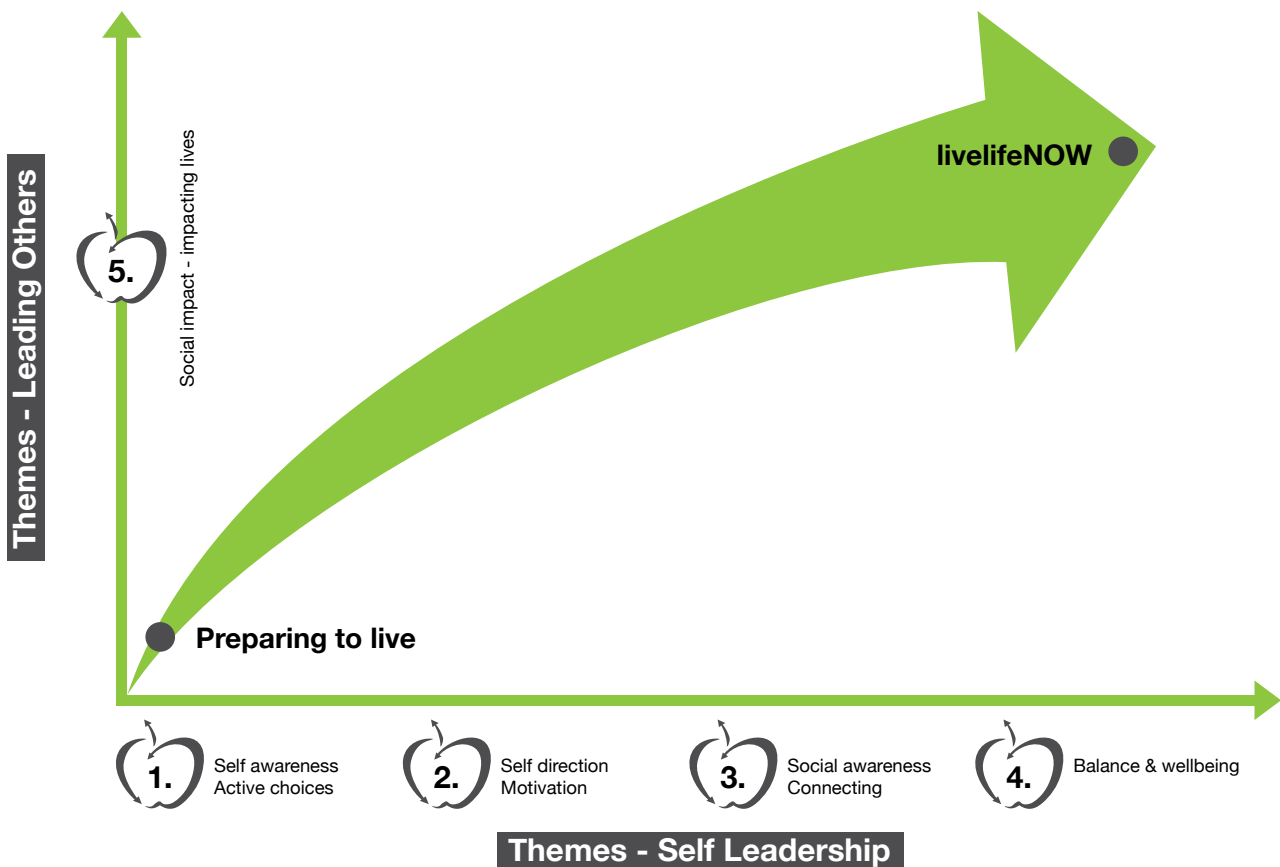 Themes - Leading Others
Social impact - impacting lives
5.
livelifeNOW
Preparing to live
1.
Self awareness
Active choices
2.
Self direction
Motivation
3.
Social awareness
Connecting
4.
Balance & wellbeing
Themes - Self Leadership